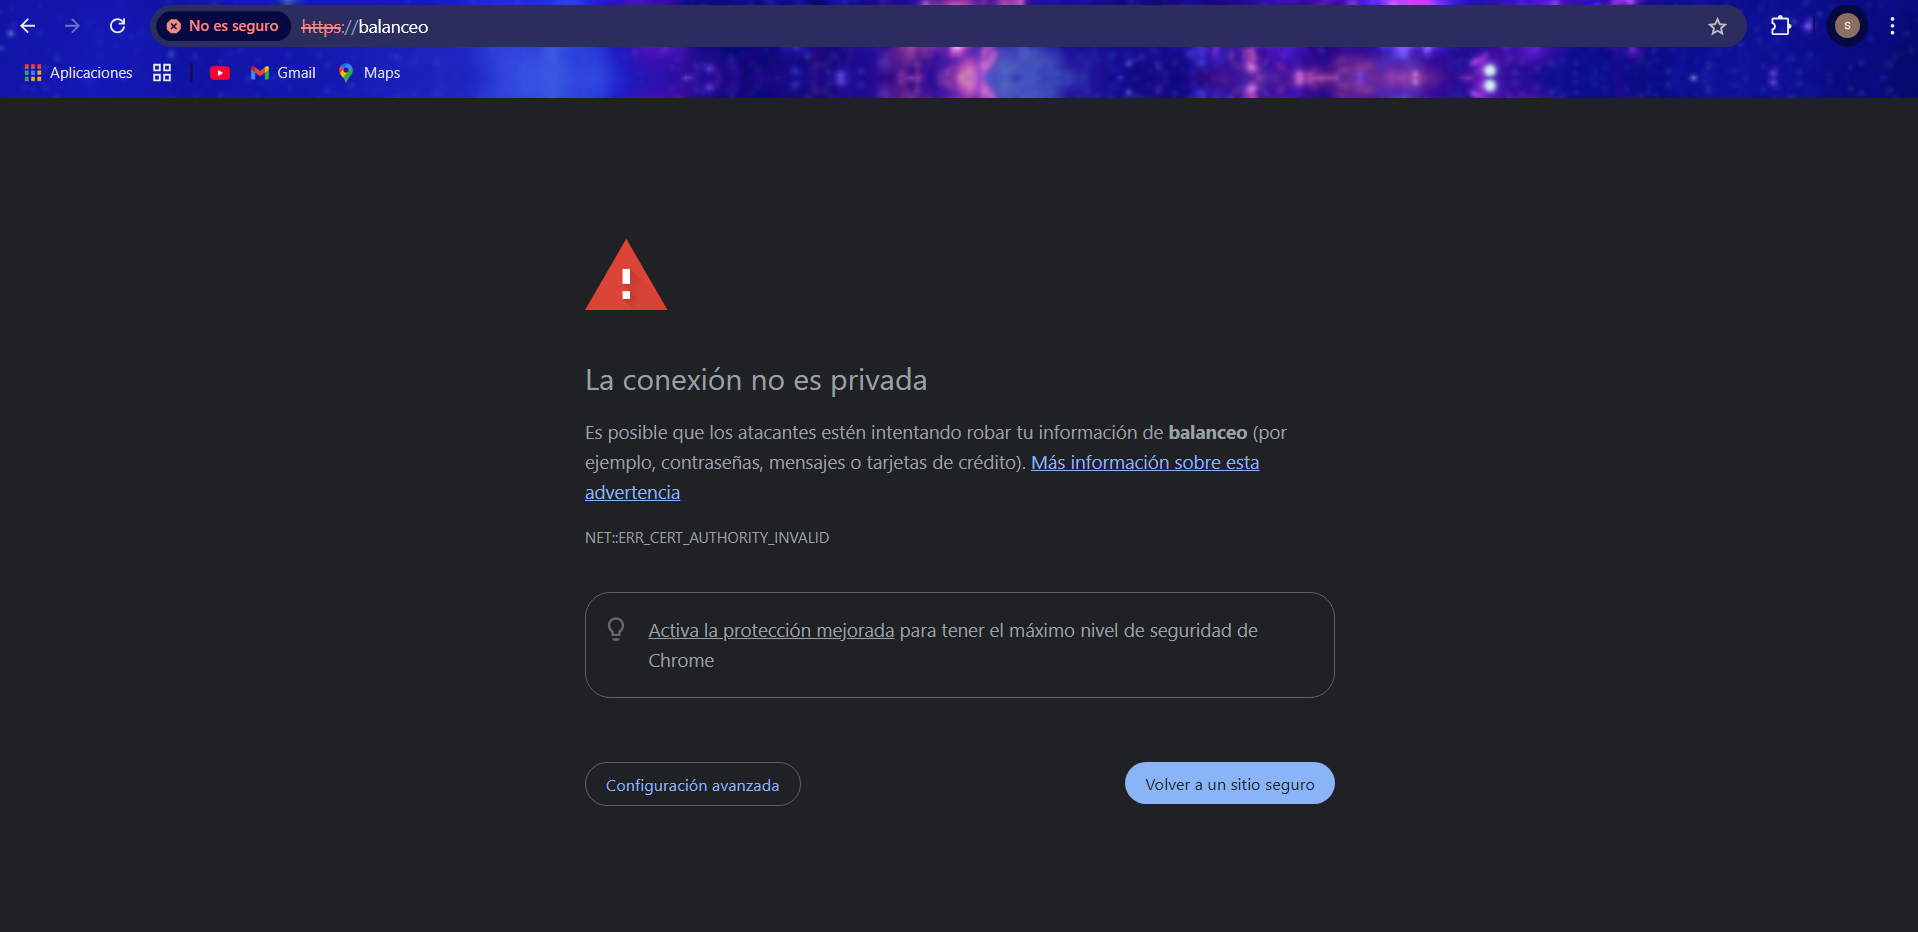 No es seguro https://balanceo
S
Aplicaciones Gmail Maps
La conexión no es privada
Es posible que los atacantes estén intentando robar tu información de balanceo (por
ejemplo, contraseñas, mensajes o tarjetas de crédito). Más información sobre esta
advertencia
NET::ERR_CERT_AUTHORITY_INVALID
Activa la protección mejorada para tener el máximo nivel de seguridad de
Chrome
Configuración avanzada
Volver a un sitio seguro